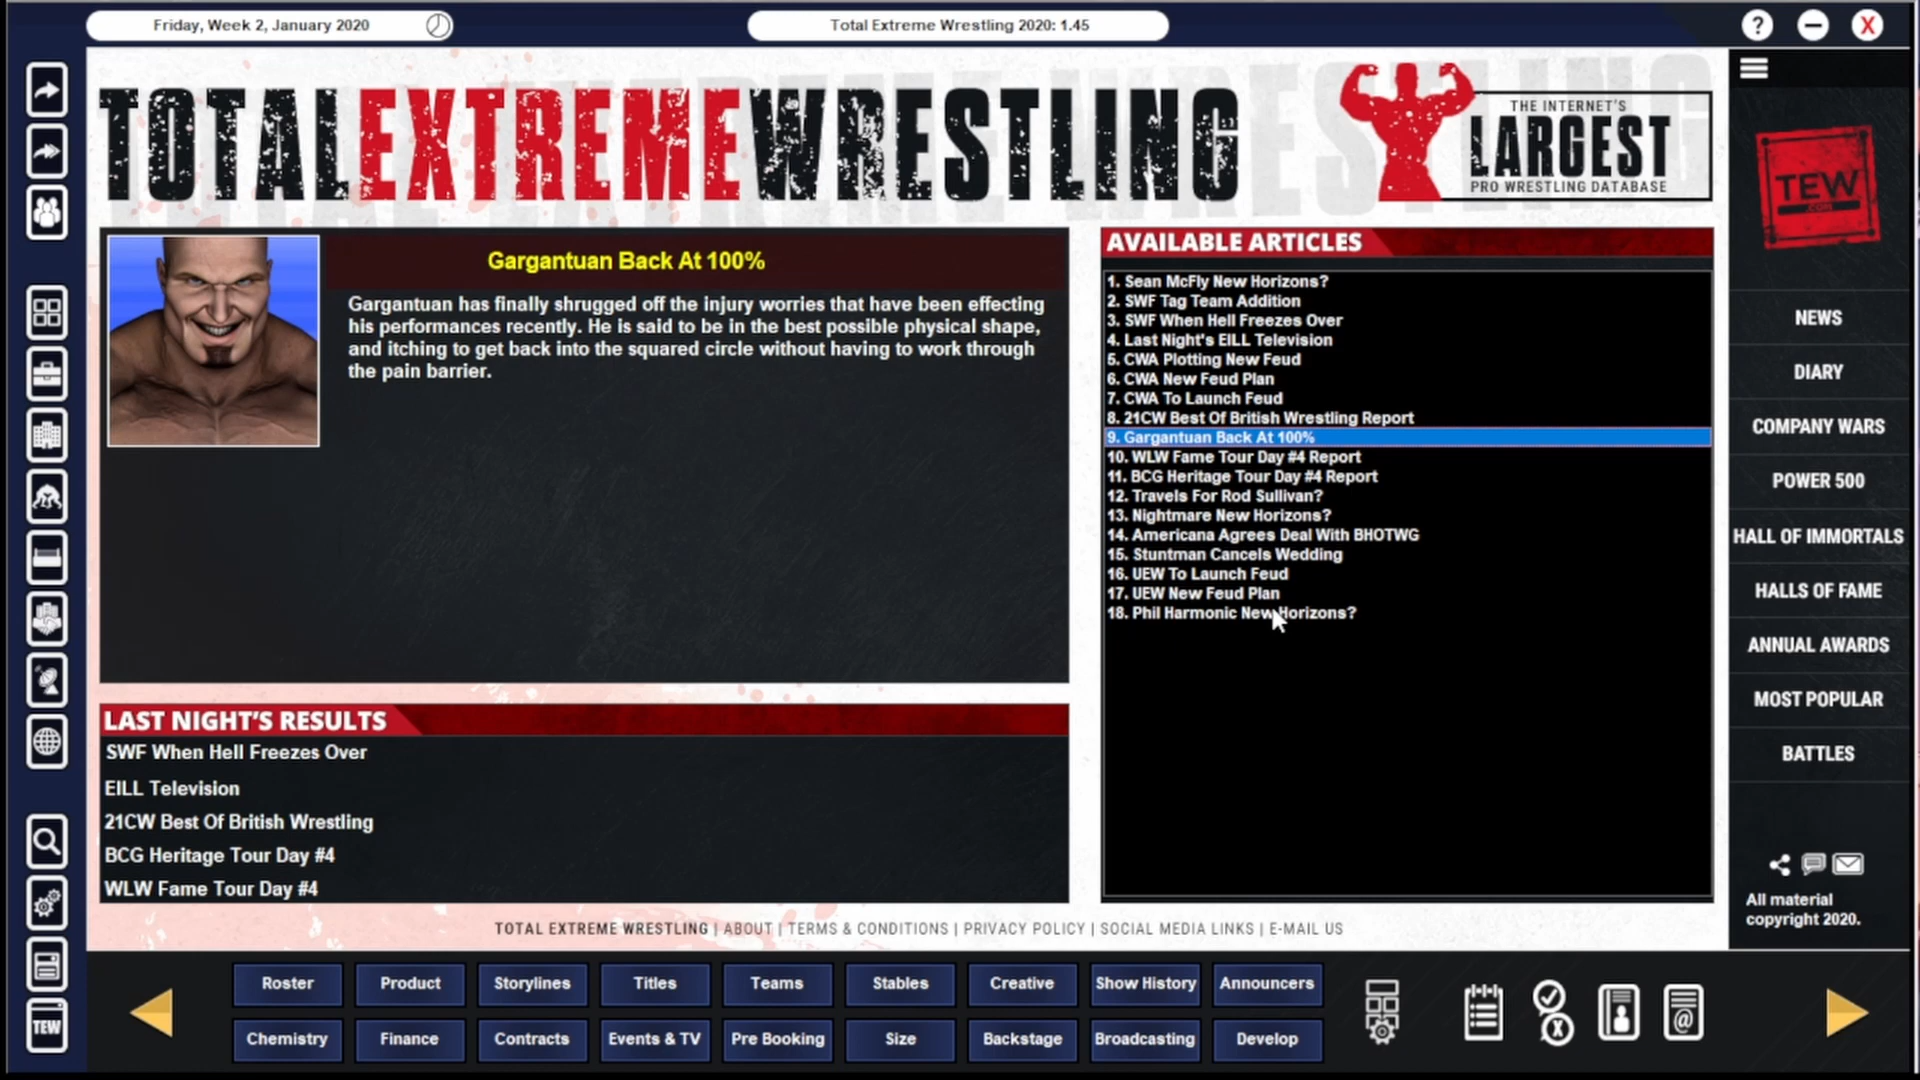 Friday, Week 2, January 2020
Total Extreme Wrestling 2020: 1.45
? — X
TOTALEXTREMEWRESTLING
THE INTERNET'S
LARGEST
PRO WRESTLING DATABASE
TEW
.COM
Gargantuan Back At 100%
Gargantuan has finally shrugged off the injury worries that have been effecting
his performances recently. He is said to be in the best possible physical shape,
and itching to get back into the squared circle without having to work through
the pain barrier.
AVAILABLE ARTICLES
1. Sean McFly New Horizons?
2. SWF Tag Team Addition
3. SWF When Hell Freezes Over
4. Last Night's EILL Television
5. CWA Plotting New Feud
6. CWA New Feud Plan
7. CWA To Launch Feud
8. 21CW Best Of British Wrestling Report
9. Gargantuan Back At 100%
10. WLW Fame Tour Day #4 Report
11. BCG Heritage Tour Day #4 Report
12. Travels For Rod Sullivan?
13. Nightmare New Horizons?
14. Americana Agrees Deal With BHOTWG
15. Stuntman Cancels Wedding
16. UEW To Launch Feud
17. UEW New Feud Plan
18. Phil Harmonic New Horizons?
NEWS
DIARY
COMPANY WARS
POWER 500
HALL OF IMMORTALS
HALLS OF FAME
ANNUAL AWARDS
MOST POPULAR
BATTLES
All material
copyright 2020.
LAST NIGHT'S RESULTS
SWF When Hell Freezes Over
EILL Television
21CW Best Of British Wrestling
BCG Heritage Tour Day #4
WLW Fame Tour Day #4
TOTAL EXTREME WRESTLING | ABOUT | TERMS & CONDITIONS | PRIVACY POLICY | SOCIAL MEDIA LINKS | E-MAIL US
Roster Product Storylines Titles Teams Stables Creative Show History Announcers
Chemistry Finance Contracts Events & TV Pre Booking Size Backstage Broadcasting Develop
TEW